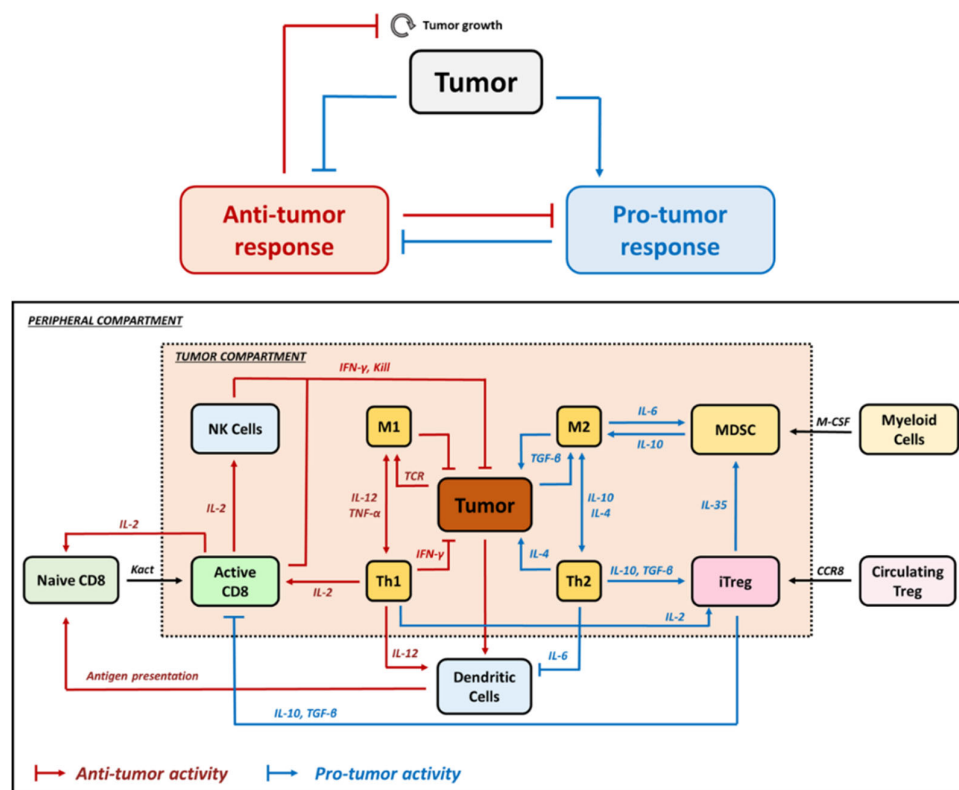 Tumor growth
Tumor
Anti-tumor
response
Pro-tumor
response
PERIPHERAL COMPARTMENT
TUMOR COMPARTMENT
IFN-γ, Kill
NK Cells
M1
M2
IL-6
IL-10
MDSC
M-CSF
Myeloid
Cells
TCR
TGF-β
IL-2
IL-12
TNF-α
Tumor
IL-10
IL-4
IL-35
IL-2
IFN-γ
IL-4
Naive CD8
Kact
Active
CD8
IL-2
Th1
Th2
IL-10, TGF-β
iTreg
CCR8
Circulating
Treg
IL-2
IL-12
IL-6
Antigen presentation
Dendritic
Cells
IL-10, TGF-β
Anti-tumor activity
Pro-tumor activity